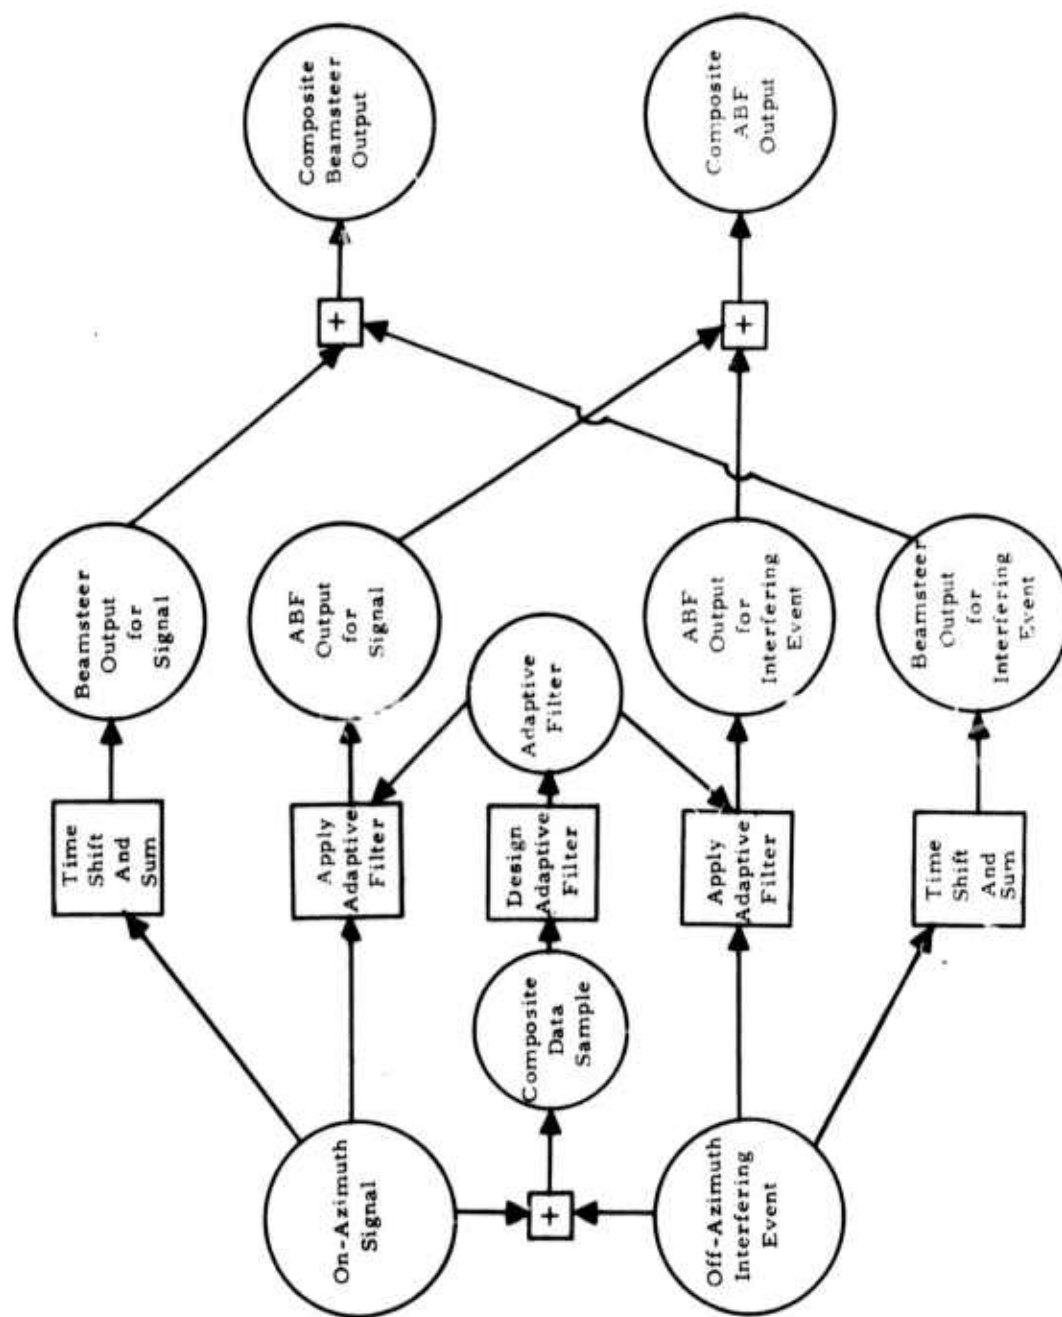 On-Azimuth
Signal
Off-Azimuth
Interfering
Event
+
Composite
Data
Sample
Time
Shift
And
Sum
Apply
Adaptive
Filter
Design
Adaptive
Filter
Apply
Adaptive
Filter
Time
Shift
And
Sum
Adaptive
Filter
Beamsteer
Output
for
Signal
ABF
Output
for
Signal
ABF
Output
for
Interfering
Event
Beamsteer
Output
for
Interfering
Event
+
+
Composite
Beamsteer
Output
Composite
ABF
Output